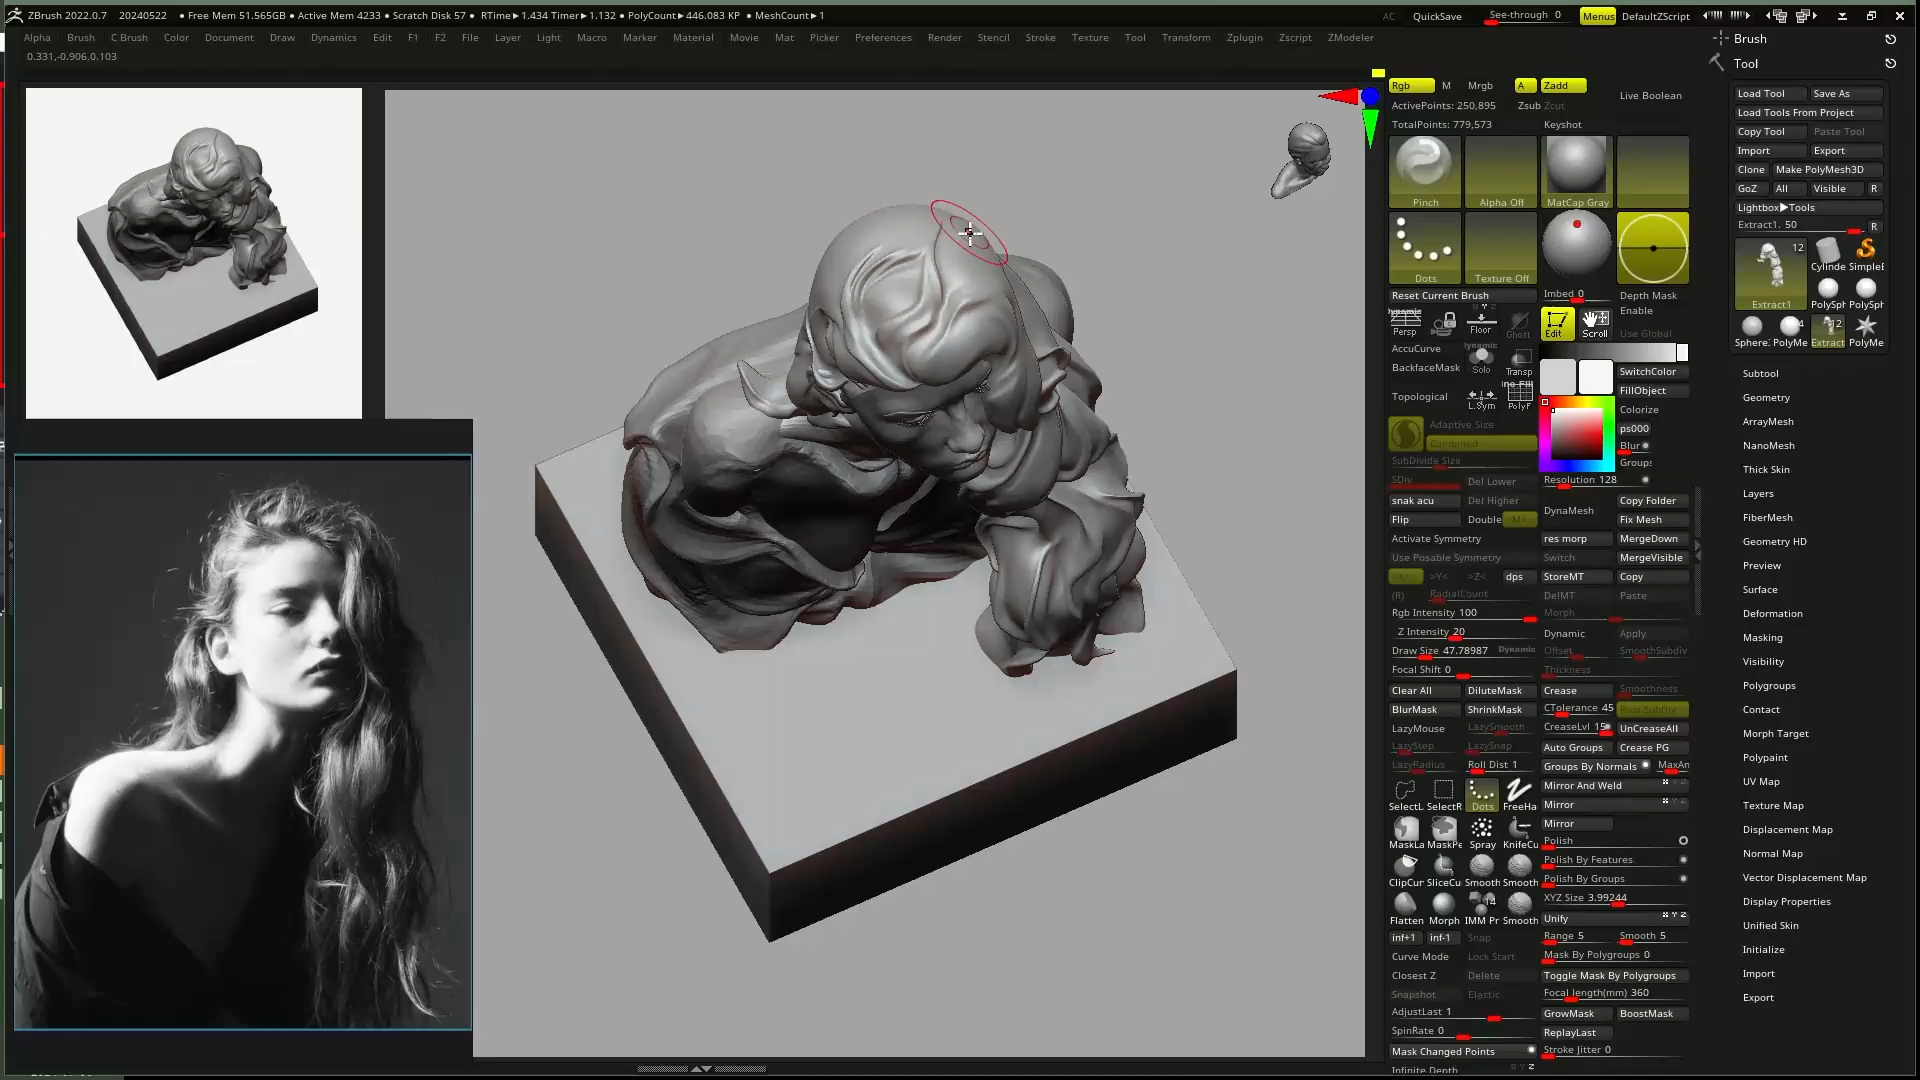 ZBrush 2022.0.7 20240522 • Free Mem 51.565GB • Active Mem 4233 • Scratch Disk 57 • RTime►1.434 Timer►1.132 • PolyCount►446.083 KP • MeshCount►1 AC QuickSave See-through 0 Menus DefaultZScript
Alpha Brush C Brush Color Document Draw Dynamics Edit F1 F2 File Layer Light Macro Marker Material Movie Mat Picker Preferences Render Stencil Stroke Texture Tool Transform Zplugin Zscript ZModeler
0.331,-0.906,0.103
Rgb M Mrgb A Zadd
Live Boolean
ActivePoints: 250,895 Zsub Zcut
TotalPoints: 779,573 Keyshot
Pinch Alpha Off MatCap Gray
Dots Texture Off
Reset Current Brush Imbed 0 Depth Mask
Enable
Persp Floor Ghost Edit Scroll Use Global
Dynamic
AccuCurve
BackfaceMask Solo Transp SwitchColor
FillObject
Topological L.Sym PolyF Colorize
Adaptive Size ps000
Combined Blur
SubDivide Size Groups
SDiv Del Lower Resolution 128
snak acu Del Higher DynaMesh Copy Folder
Flip Double Fix Mesh
Activate Symmetry res morp MergeDown
Use Posable Symmetry Switch MergeVisible
>X< >Y< >Z< dps StoreMT Copy
(R) RadialCount DelMT Paste
Rgb Intensity 100 Morph
Z Intensity 20 Dynamic Apply
Draw Size 47.78987 Dynamic Offset SmoothSubdiv
Focal Shift 0 Thickness
Clear All DiluteMask Crease Smoothness
BlurMask ShrinkMask CTolerance 45
LazyMouse LazySmooth CreaseLvl 15 UnCreaseAll
LazyStep LazySnap Auto Groups Crease PG
LazyRadius Roll Dist 1 Groups By Normals MaxAn
SelectL SelectR Dots FreeHa Mirror And Weld
Mirror
Mirror
MaskLa MaskPe Spray KnifeCu Polish
Polish By Features
ClipCur SliceCu Smooth Smooth Polish By Groups
XYZ Size 3.99244
Flatten Morph IMM Pr Smooth Unify
14
inf+1 inf-1 Snap Range 5 Smooth 5
Curve Mode Lock Start Mask By Polygroups 0
Closest Z Delete Toggle Mask By Polygroups
Snapshot Elastic Focal length(mm) 360
AdjustLast 1 GrowMask BoostMask
SpinRate 0 ReplayLast
Mask Changed Points Stroke Jitter 0
Infinite Depth
Brush
Tool
Load Tool Save As
Load Tools From Project
Copy Tool Paste Tool
Import Export
Clone Make PolyMesh3D
GoZ All Visible R
Lightbox►Tools
Extract1. 50 R
12
Cylinde SimpleE
Extract1 PolySph PolySph
4 12
Sphere: PolyMe Extract PolyMe
Subtool
Geometry
ArrayMesh
NanoMesh
Thick Skin
Layers
FiberMesh
Geometry HD
Preview
Surface
Deformation
Masking
Visibility
Polygroups
Contact
Morph Target
Polypaint
UV Map
Texture Map
Displacement Map
Normal Map
Vector Displacement Map
Display Properties
Unified Skin
Initialize
Import
Export